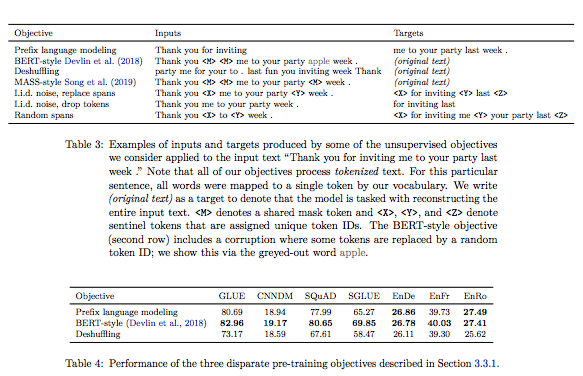 Objective Inputs Targets
Prefix language modeling Thank you for inviting me to your party last week .
BERT-style Devlin et al. (2018) Thank you <M> <M> me to your party apple week . (original text)
Deshuffling party me for your to . last fun you inviting week Thank (original text)
MASS-style Song et al. (2019) Thank you <M> <M> me to your party <M> week . (original text)
I.i.d. noise, replace spans Thank you <X> me to your party <Y> week . <X> for inviting <Y> last <Z>
I.i.d. noise, drop tokens Thank you me to your party week . for inviting last
Random spans Thank you <X> to <Y> week . <X> for inviting me <Y> your party last <Z>
Table 3: Examples of inputs and targets produced by some of the unsupervised objectives
we consider applied to the input text “Thank you for inviting me to your party last
week .” Note that all of our objectives process tokenized text. For this particular
sentence, all words were mapped to a single token by our vocabulary. We write
(original text) as a target to denote that the model is tasked with reconstructing the
entire input text. <M> denotes a shared mask token and <X>, <Y>, and <Z> denote
sentinel tokens that are assigned unique token IDs. The BERT-style objective
(second row) includes a corruption where some tokens are replaced by a random
token ID; we show this via the greyed-out word apple.
Objective GLUE CNNDM SQuAD SGLUE EnDe EnFr EnRo
Prefix language modeling 80.69 18.94 77.99 65.27 26.86 39.73 27.49
BERT-style (Devlin et al., 2018) 82.96 19.17 80.65 69.85 26.78 40.03 27.41
Deshuffling 73.17 18.59 67.61 58.47 26.11 39.30 25.62
Table 4: Performance of the three disparate pre-training objectives described in Section 3.3.1.